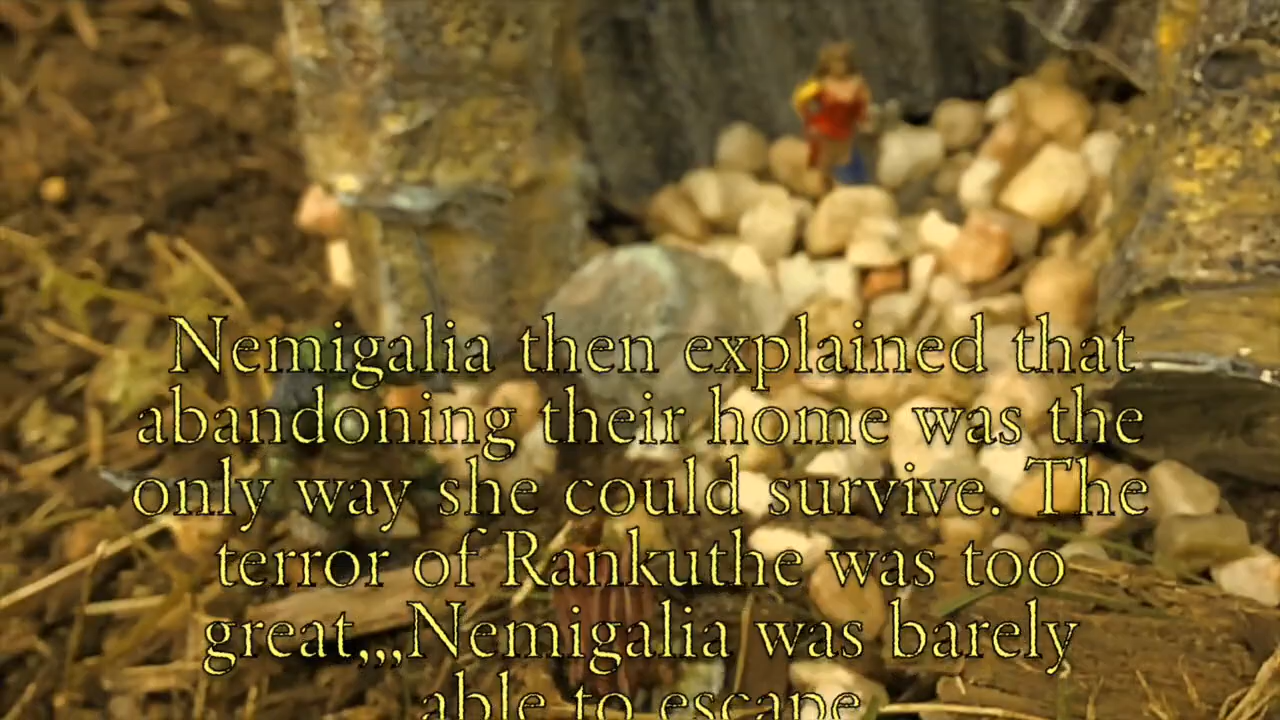 Nemigalia then explained that
abandoning their home was the
only way she could survive. The
terror of Rankuthe was too
great,,,Nemigalia was barely
able to escape